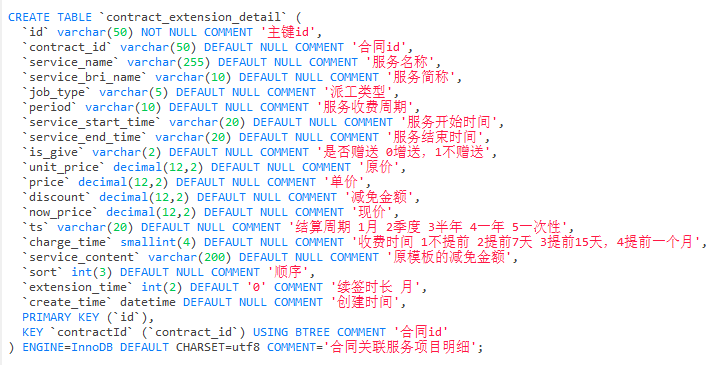 CREATE TABLE `contract_extension_detail` (
`id` varchar(50) NOT NULL COMMENT '主键id',
`contract_id` varchar(50) DEFAULT NULL COMMENT '合同id',
`service_name` varchar(255) DEFAULT NULL COMMENT '服务名称',
`service_bri_name` varchar(10) DEFAULT NULL COMMENT '服务简称',
`job_type` varchar(5) DEFAULT NULL COMMENT '派工类型',
`period` varchar(10) DEFAULT NULL COMMENT '服务收费周期',
`service_start_time` varchar(20) DEFAULT NULL COMMENT '服务开始时间',
`service_end_time` varchar(20) DEFAULT NULL COMMENT '服务结束时间',
`is_give` varchar(2) DEFAULT NULL COMMENT '是否赠送 0增送，1不赠送',
`unit_price` decimal(12,2) DEFAULT NULL COMMENT '原价',
`price` decimal(12,2) DEFAULT NULL COMMENT '单价',
`discount` decimal(12,2) DEFAULT NULL COMMENT '减免金额',
`now_price` decimal(12,2) DEFAULT NULL COMMENT '现价',
`ts` varchar(20) DEFAULT NULL COMMENT '结算周期 1月 2季度 3半年 4一年 5一次性',
`charge_time` smallint(4) DEFAULT NULL COMMENT '收费时间 1不提前 2提前7天 3提前15天，4提前一个月',
`service_content` varchar(200) DEFAULT NULL COMMENT '原模板的减免金额',
`sort` int(3) DEFAULT NULL COMMENT '顺序',
`extension_time` int(2) DEFAULT '0' COMMENT '续签时长 月',
`create_time` datetime DEFAULT NULL COMMENT '创建时间',
PRIMARY KEY (`id`),
KEY `contractId` (`contract_id`) USING BTREE COMMENT '合同id'
) ENGINE=InnoDB DEFAULT CHARSET=utf8 COMMENT='合同关联服务项目明细';